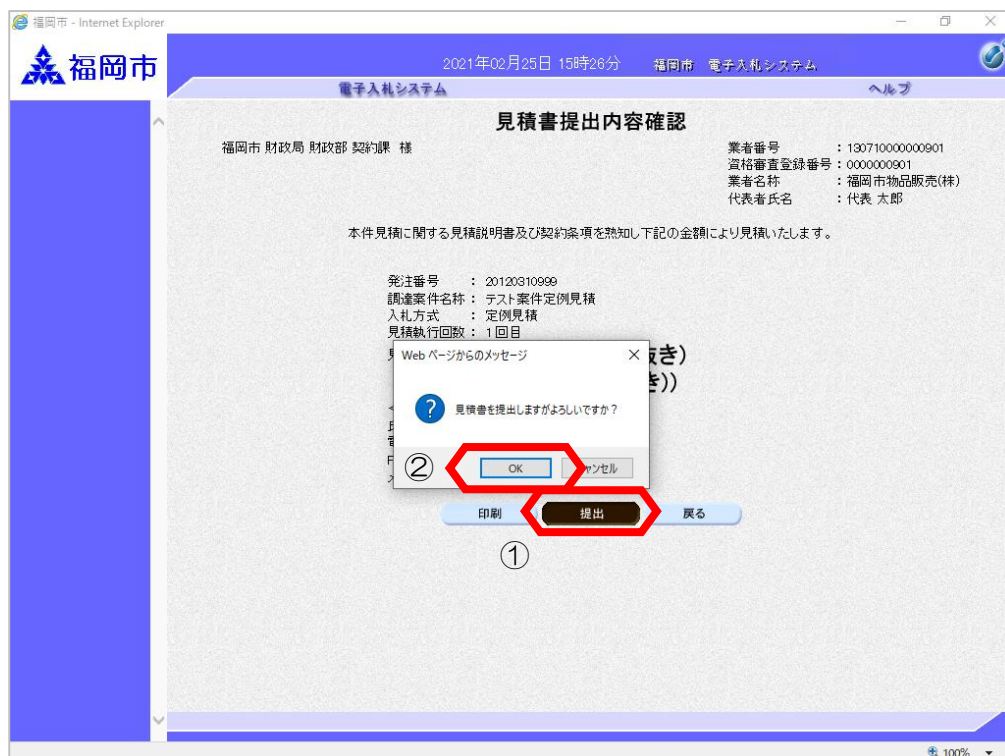 福岡市 - Internet Explorer
福岡市
2021年02月25日 15時26分 福岡市 電子入札システム
電子入札システム
ヘルプ
見積書提出内容確認
福岡市 財政局 財政部 契約課 様
業者番号 : 130710000000901
資格審査登録番号 : 0000000901
業者名称 : 福岡市物品販売(株)
代表者氏名 : 代表 太郎
本件見積に関する見積説明書及び契約条項を熟知し下記の金額により見積いたします。
発注番号 : 20120310999
調達案件名称 : テスト案件定例見積
入札方式 : 定例見積
見積執行回数 : 1回目
抜き)
き))
Web ページからのメッセージ
見積書を提出しますがよろしいですか?
②
OK
ャンセル
印刷
提出
戻る
①
100%